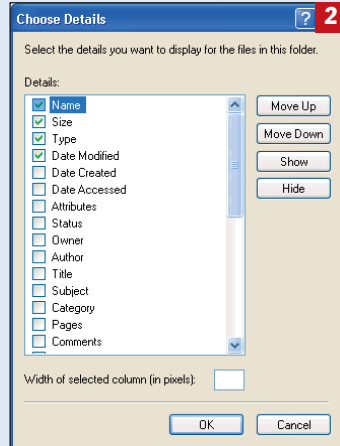 Choose Details
? 2
Select the details you want to display for the files in this folder.
Details:
Name
Size
Type
Date Modified
Date Created
Date Accessed
Attributes
Status
Owner
Author
Title
Subject
Category
Pages
Comments
Move Up
Move Down
Show
Hide
Width of selected column (in pixels):
OK Cancel